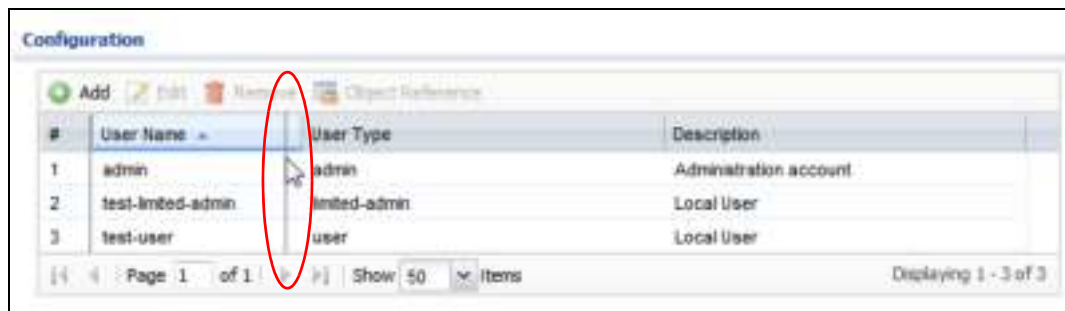 Configuration
Add Edit Remove Object Reference
# User Name User Type Description
1 admin admin Administration account
2 test-limited-admin limited-admin Local User
3 test-user user Local User
Page 1 of 1 Show 50 Items Displaying 1 - 3 of 3